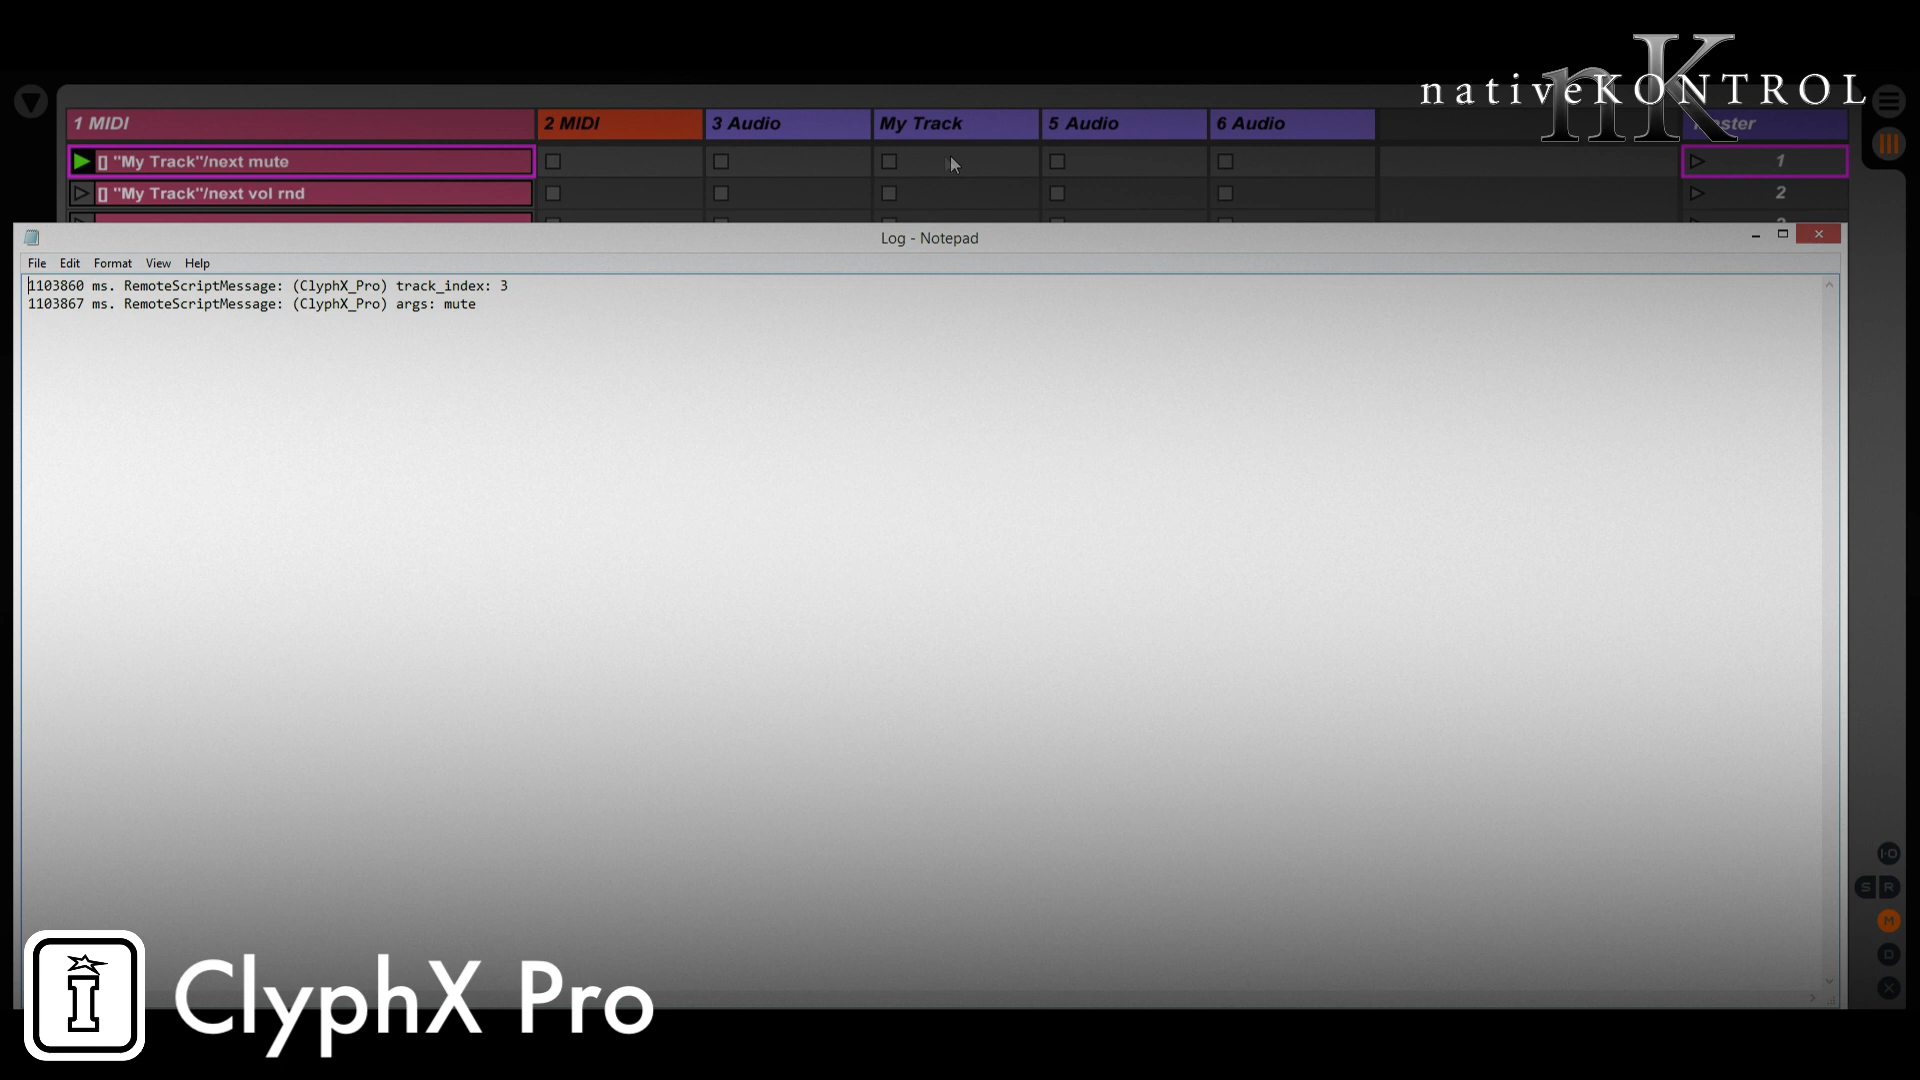 nativeKONTROL
nK
1 MIDI
2 MIDI
3 Audio
My Track
5 Audio
6 Audio
[] "My Track"/next mute
1
[] "My Track"/next vol rnd
2
Log - Notepad
File Edit Format View Help
1103860 ms. RemoteScriptMessage: (ClyphX_Pro) track_index: 3
1103867 ms. RemoteScriptMessage: (ClyphX_Pro) args: mute
I·O
S R
M
D
X
ClyphX Pro